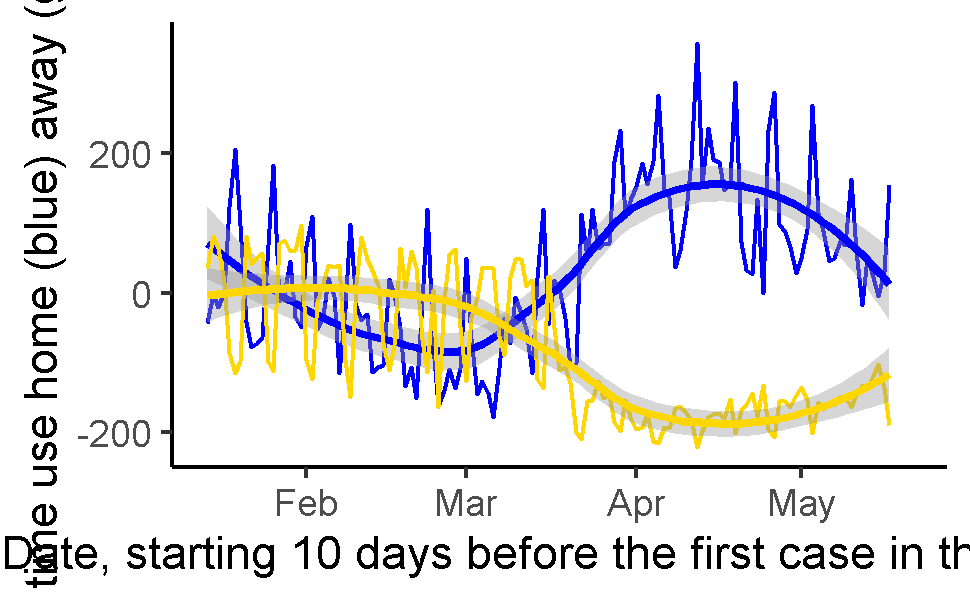 time use home (blue) away (
200
0
-200
Feb Mar Apr May
Date, starting 10 days before the first case in th